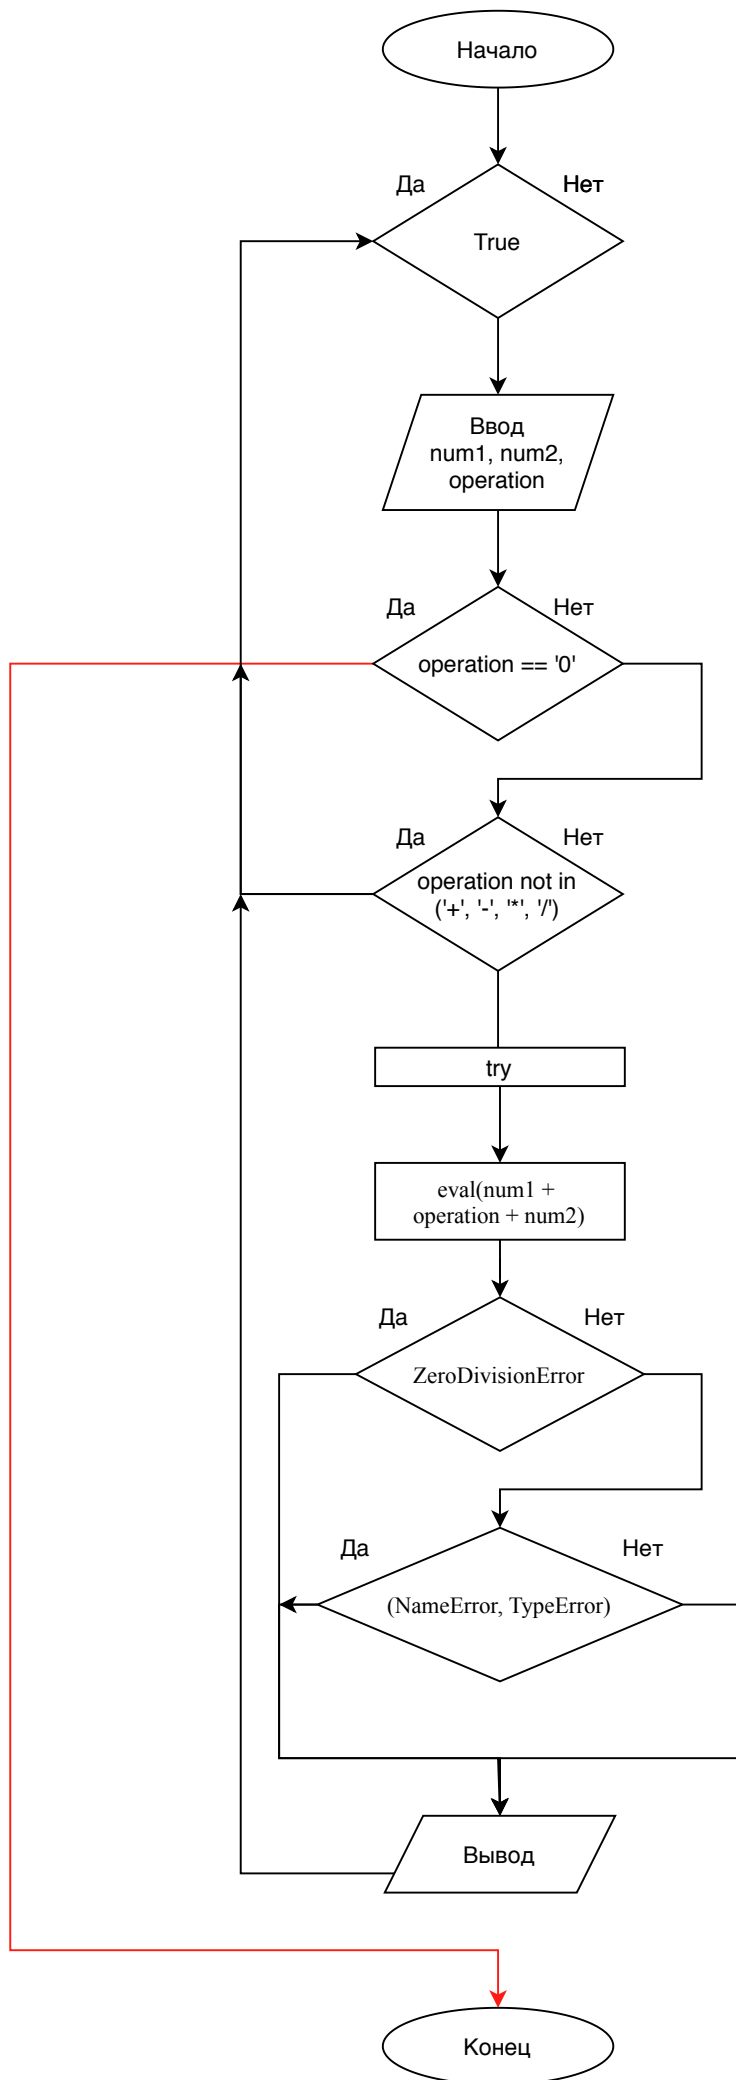 Начало
Да
Нет
True
Ввод
num1, num2,
operation
Да
Нет
operation == '0'
Да
Нет
operation not in
('+', '-', '*', '/')
try
eval(num1 +
operation + num2)
Да
Нет
ZeroDivisionError
Да
Нет
(NameError, TypeError)
Вывод
Конец